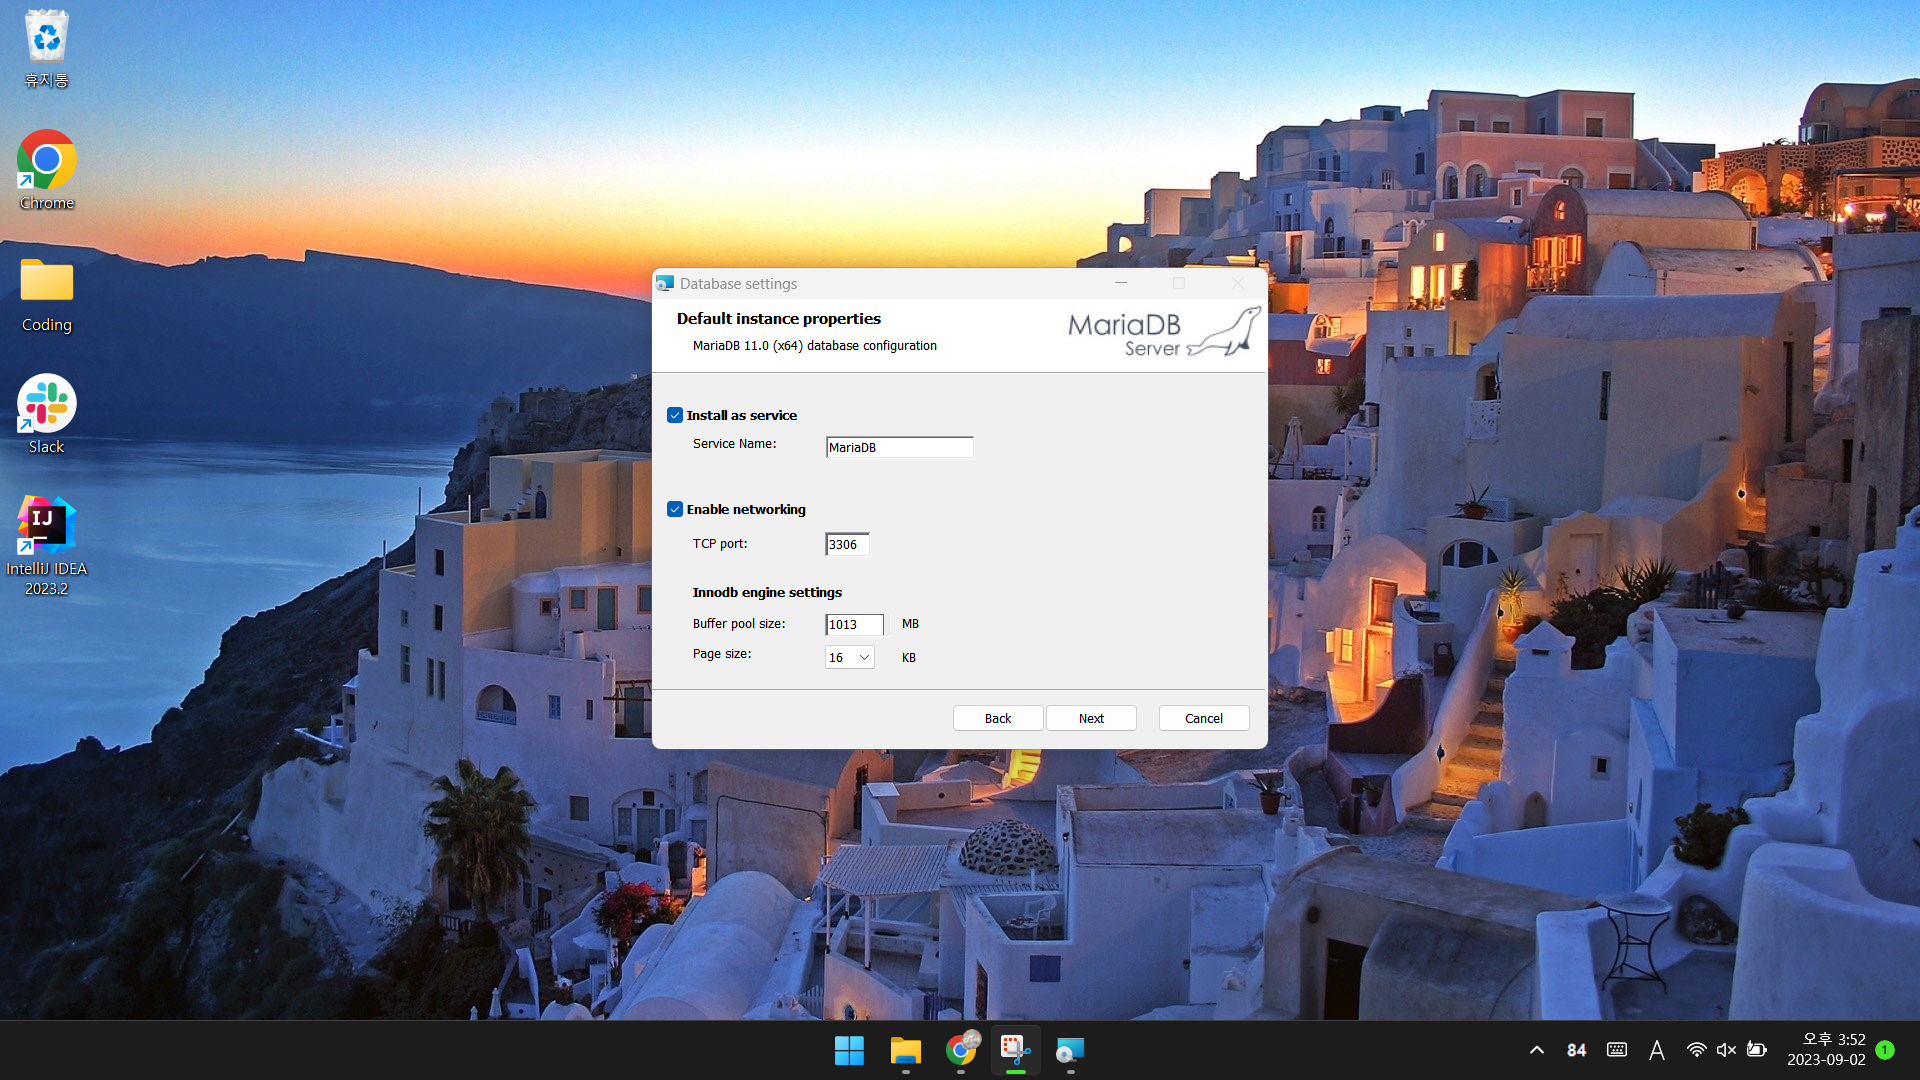 휴지통
Chrome
Coding
Slack
IJ
IntelliJ IDEA
2023.2
Database settings
Default instance properties
MariaDB 11.0 (x64) database configuration
MariaDB
Server
Install as service
Service Name:
MariaDB
Enable networking
TCP port:
3306
Innodb engine settings
Buffer pool size:
1013
MB
Page size:
16
KB
Back
Next
Cancel
84
A
오후 3:52
2023-09-02
1